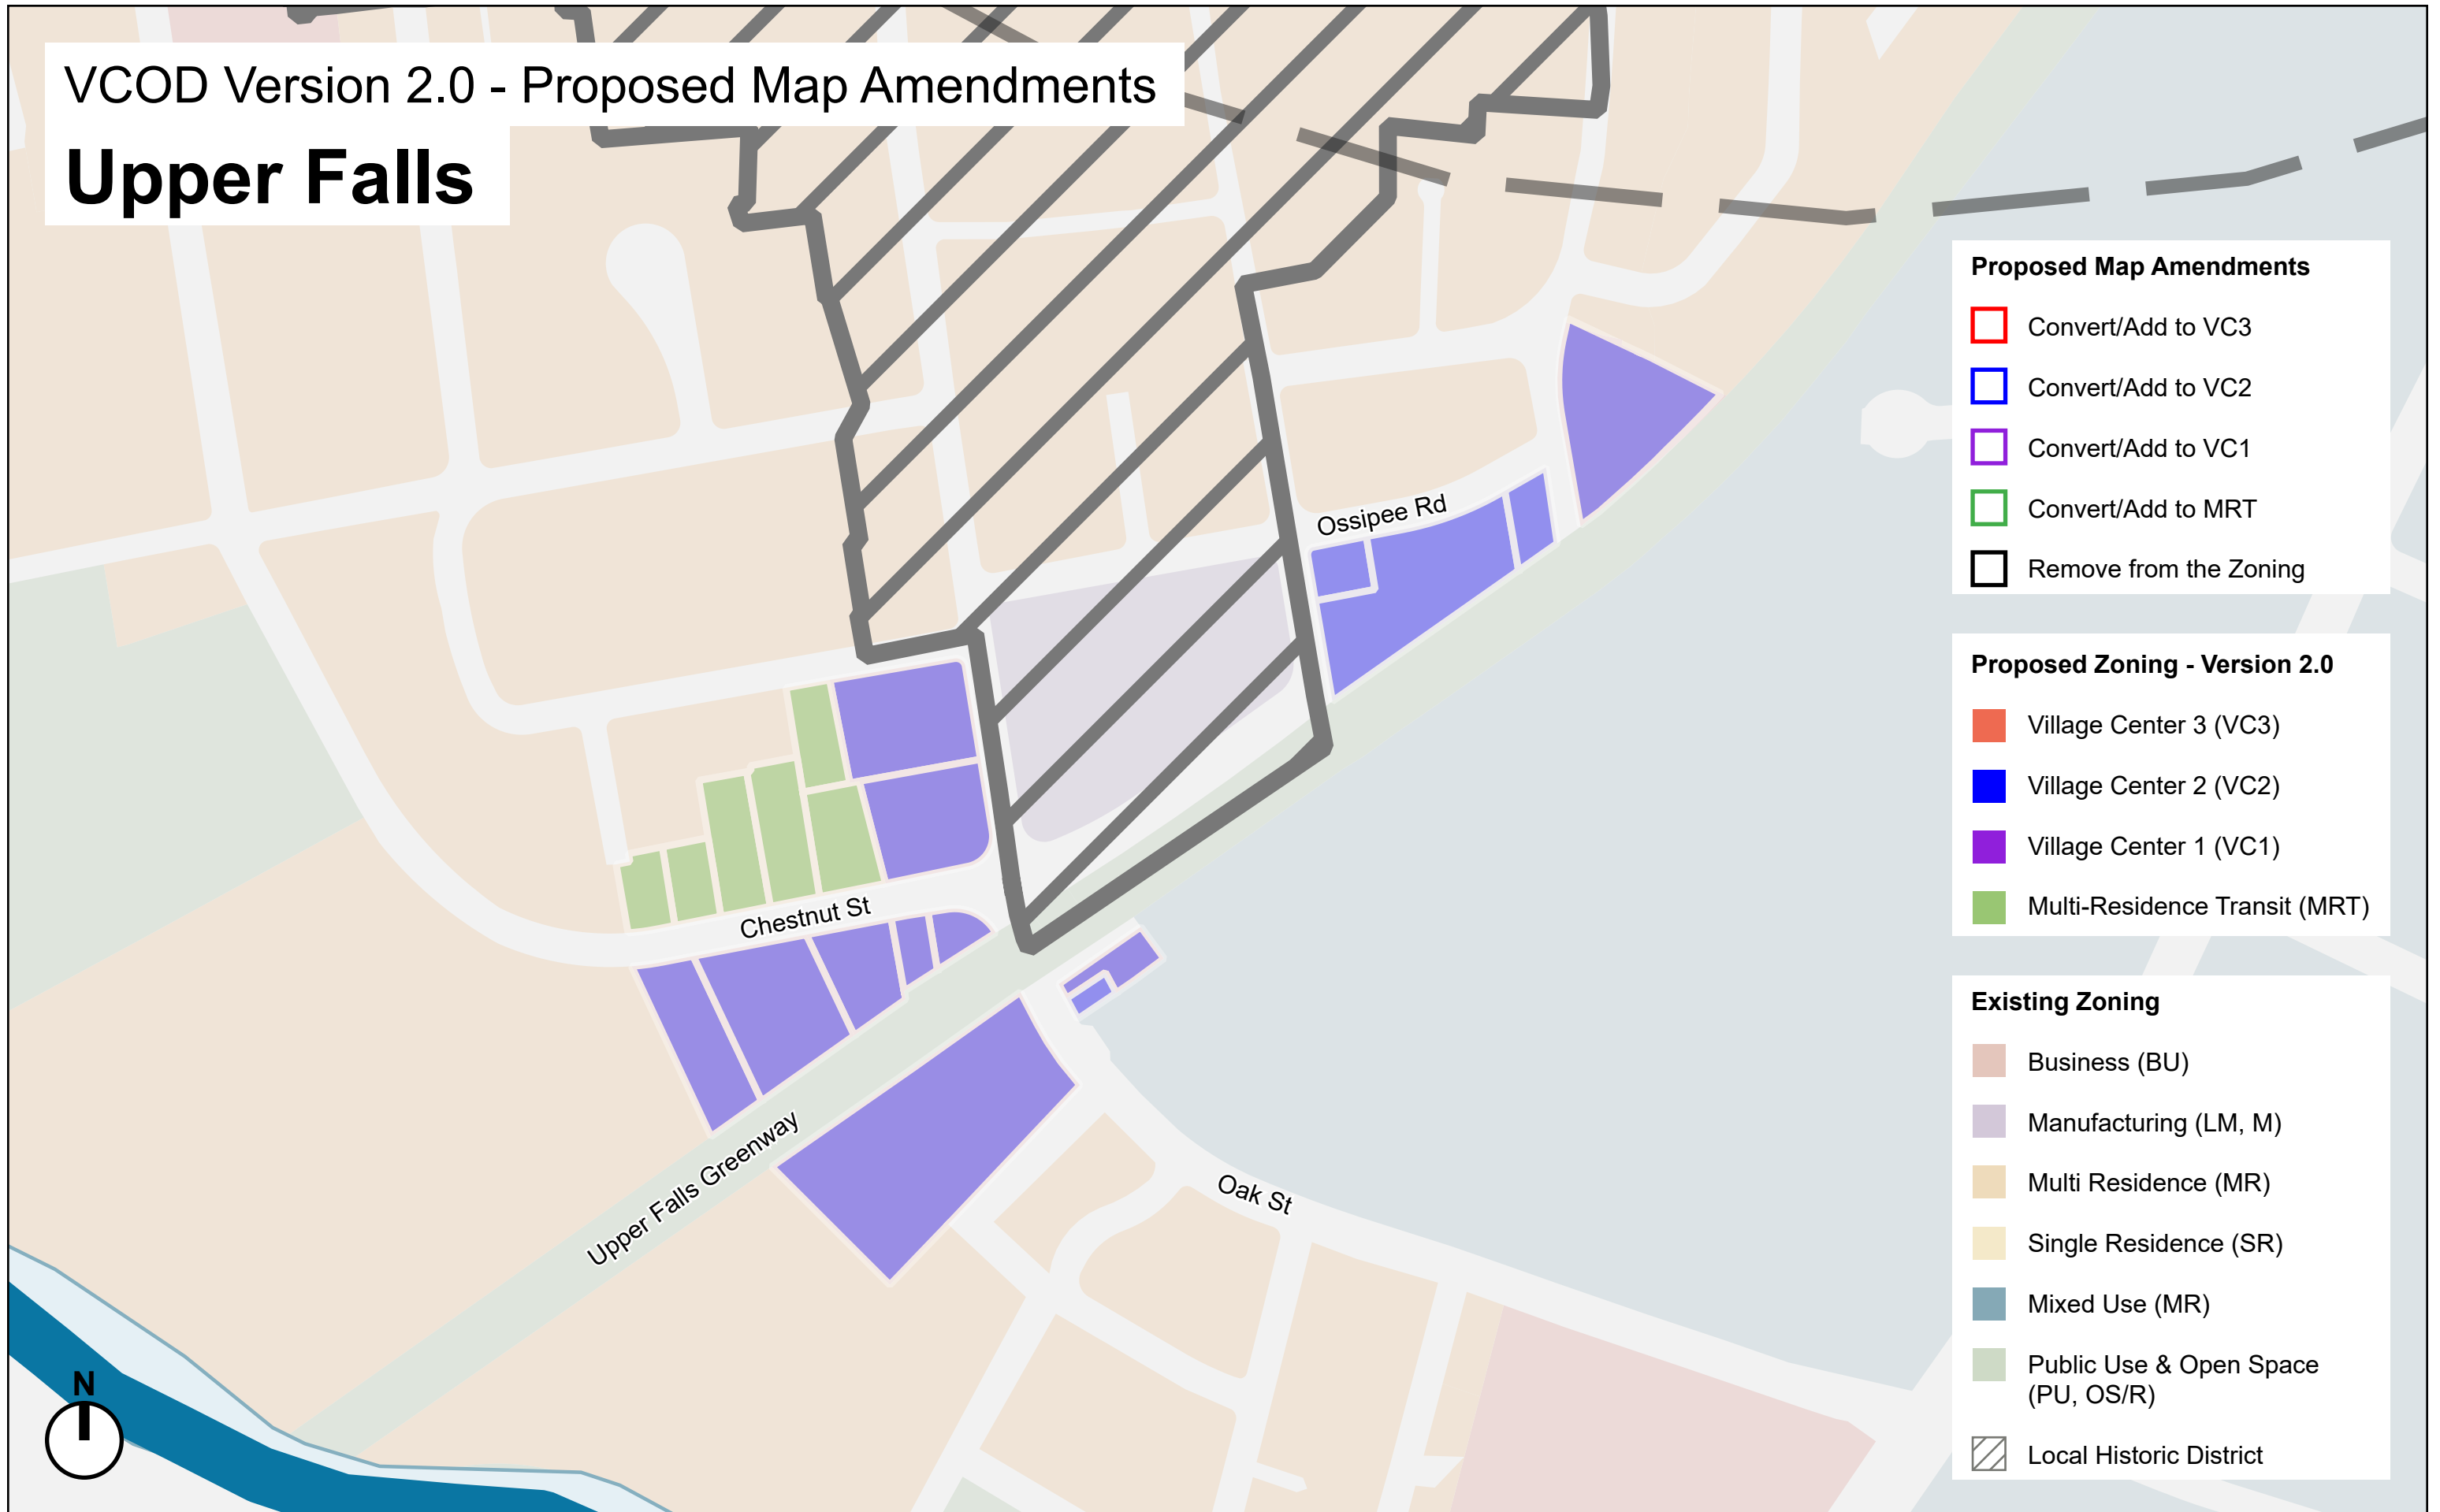 VCOD Version 2.0 - Proposed Map Amendments
Upper Falls
Proposed Map Amendments
Convert/Add to VC3
Convert/Add to VC2
Convert/Add to VC1
Convert/Add to MRT
Remove from the Zoning
Ossipee Rd
Proposed Zoning - Version 2.0
Village Center 3 (VC3)
Village Center 2 (VC2)
Village Center 1 (VC1)
Multi-Residence Transit (MRT)
Chestnut St
Upper Falls Greenway
Oak St
Existing Zoning
Business (BU)
Manufacturing (LM, M)
Multi Residence (MR)
Single Residence (SR)
Mixed Use (MR)
Public Use & Open Space
(PU, OS/R)
Local Historic District
N